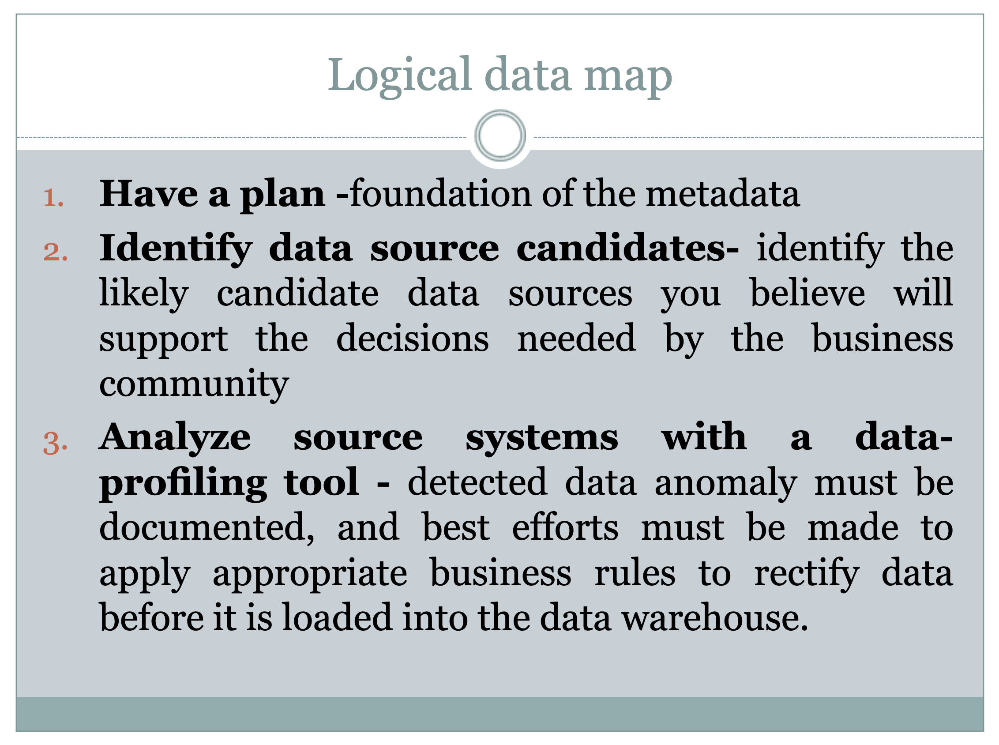 Logical data map
1. Have a plan -foundation of the metadata
2. Identify data source candidates- identify the
likely candidate data sources you believe will
support the decisions needed by the business
community
3. Analyze source systems with a data-
profiling tool - detected data anomaly must be
documented, and best efforts must be made to
apply appropriate business rules to rectify data
before it is loaded into the data warehouse.